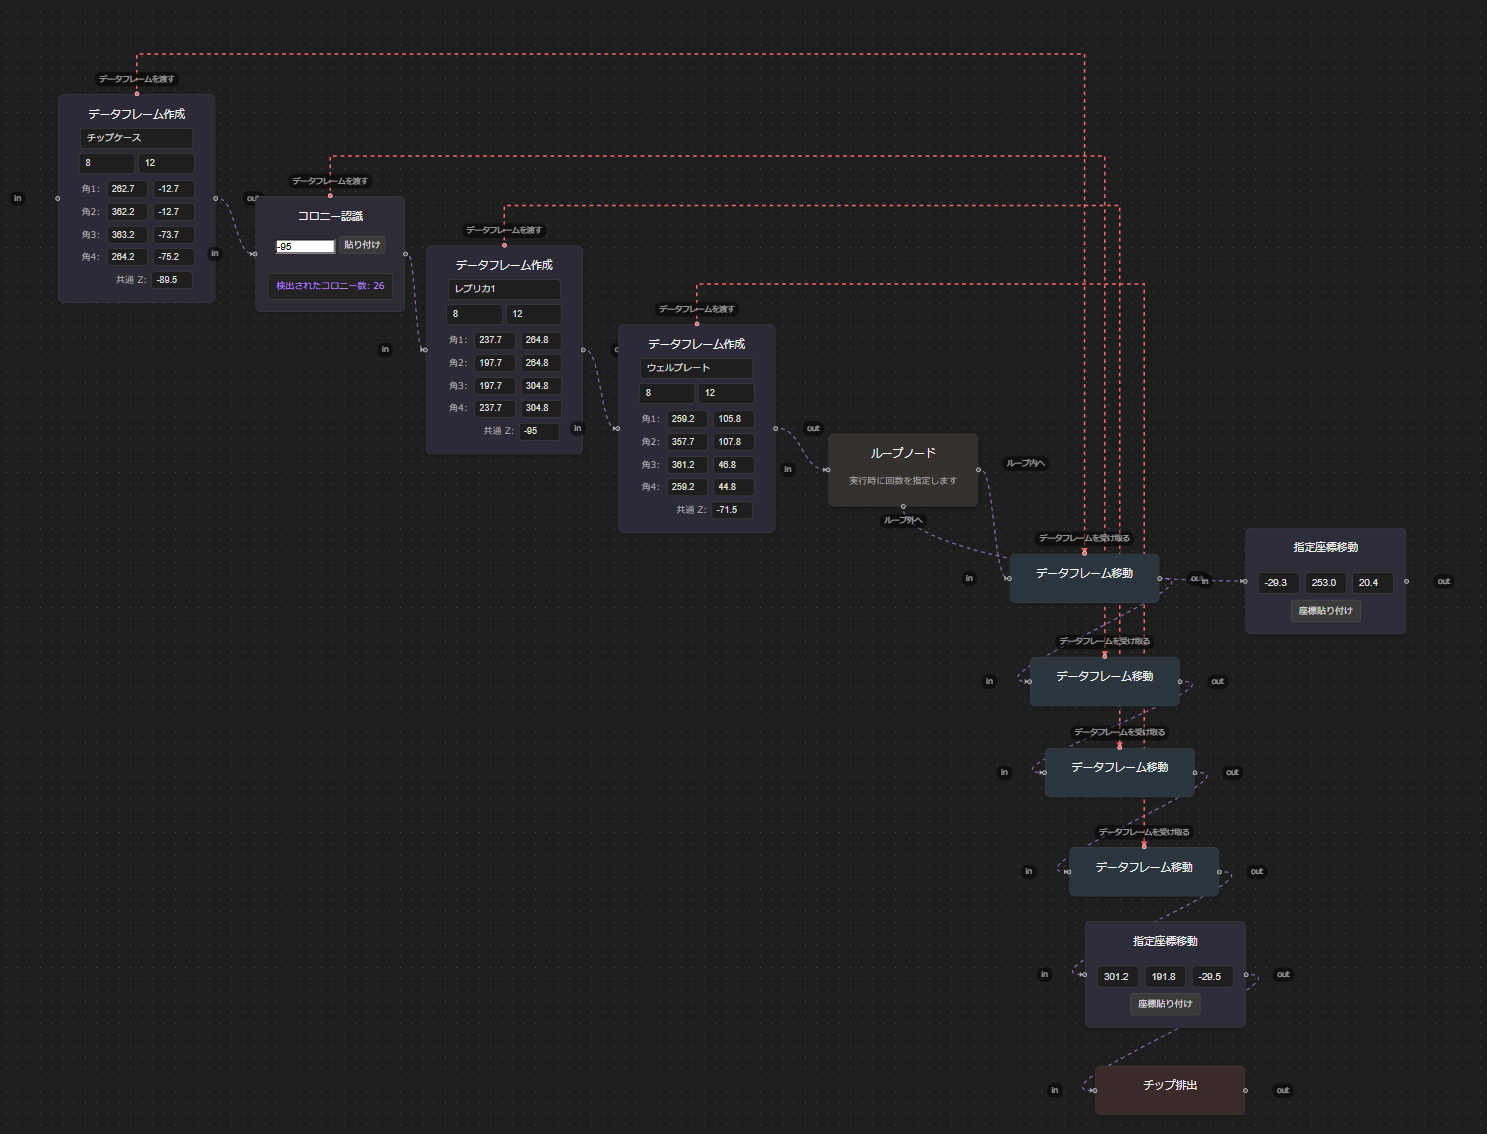 データフレームを渡す
データフレーム作成
チップケース
8
12
角1: 262.7 -12.7
角2: 362.2 -12.7
角3: 363.2 -73.7
角4: 264.2 -75.2
共通 Z: -89.5
in
out
データフレームを渡す
コロニー認識
-95
貼り付け
検出されたコロニー数: 26
in
データフレームを渡す
データフレーム作成
レプリカ1
8
12
角1: 237.7 264.8
角2: 197.7 264.8
角3: 197.7 304.8
角4: 237.7 304.8
共通 Z: -95
in
データフレームを渡す
データフレーム作成
ウェルプレート
8
12
角1: 259.2 105.8
角2: 357.7 107.8
角3: 361.2 46.8
角4: 259.2 44.8
共通 Z: -71.5
in
out
ループノード
実行時に回数を指定します
in
ループ内へ
ループ外へ
データフレームを受け取る
データフレーム移動
in
out
in
指定座標移動
-29.3
253.0
20.4
座標貼り付け
out
データフレームを受け取る
データフレーム移動
in
out
データフレームを受け取る
データフレーム移動
in
out
データフレームを受け取る
データフレーム移動
in
out
指定座標移動
in
301.2
191.8
-29.5
out
座標貼り付け
チップ排出
in
out